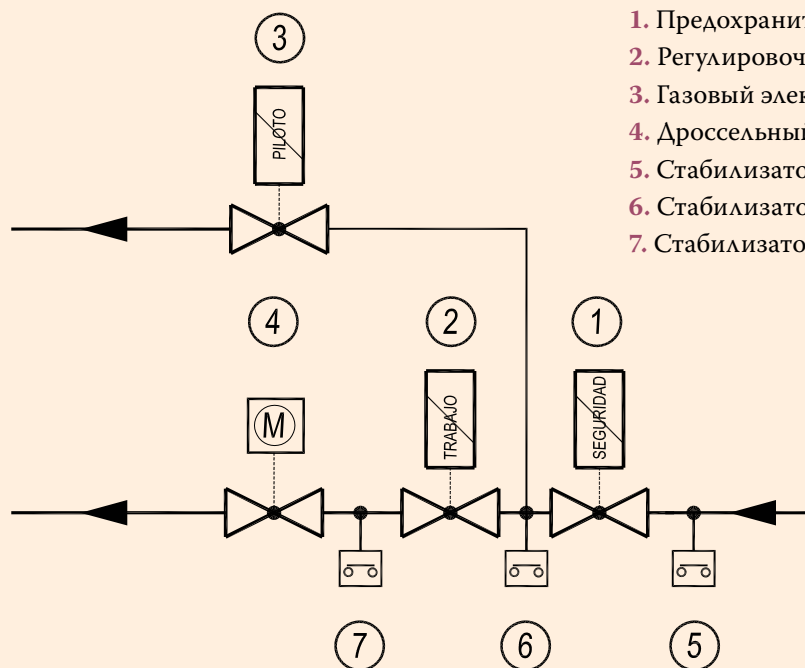 1. Предохранит
2. Регулировоч
3. Газовый элек
4. Дроссельный
5. Стабилизато
6. Стабилизато
7. Стабилизато
3
PILOTO
4
2
1
M
TRABAJO
SEGURIDAD
7
6
5